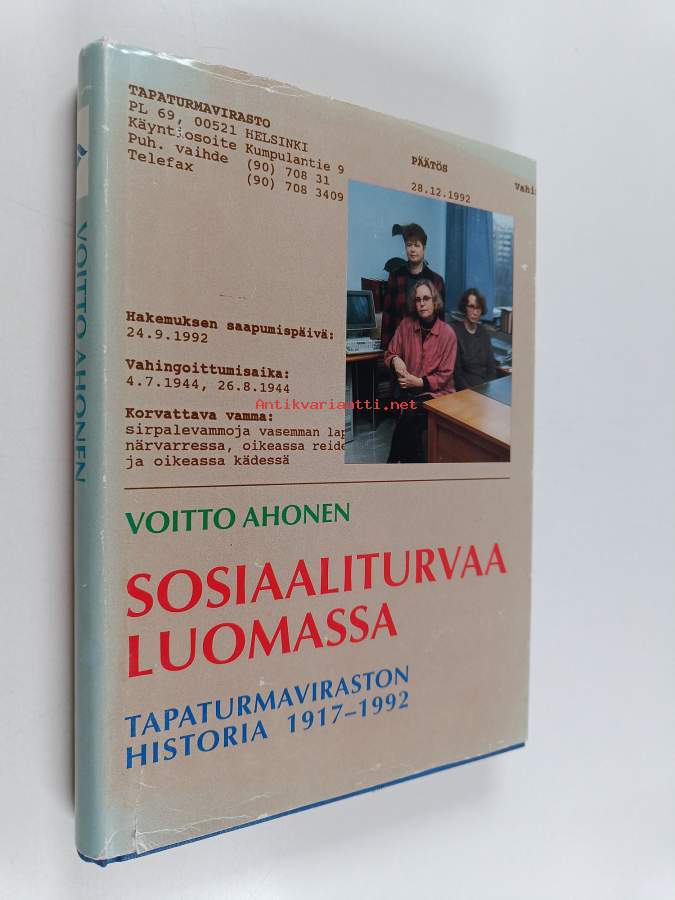 VOITTO AHONEN
TAPATURMAVIRASTO
PL 69, 00521 HELSINKI
Käyntiosoite Kumpulantie 9
Puh. vaihde (90) 708 31
Telefax (90) 708 3409
PÄÄTÖS
28.12.1992
Hakemuksen saapumispäivä:
24.9.1992
Vahingoittumisaika:
4.7.1944, 26.8.1944
Korvattava vamma:
sirpalevammoja vasemman lap
närvarressa, oikeassa reide
ja oikeassa kädessä
Antikvariaatti.net
VOITTO AHONEN
SOSIAALITURVAA
LUOMASSA
TAPATURMAVIRASTON
HISTORIA 1917–1992